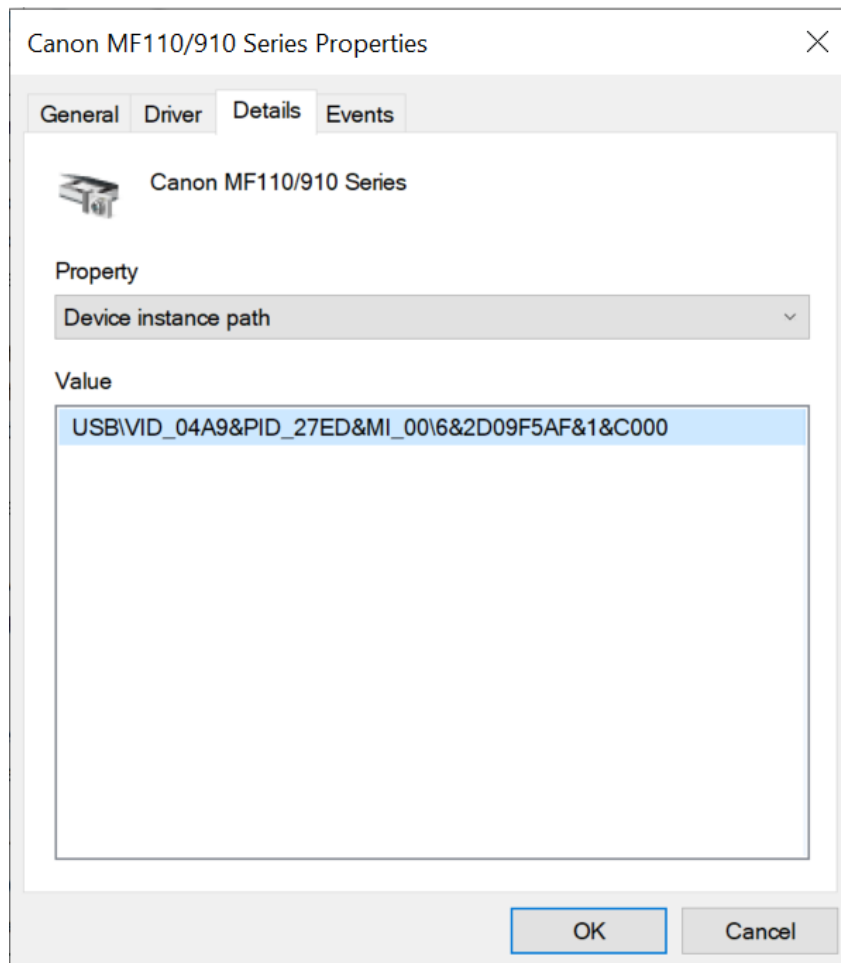 Canon MF110/910 Series Properties
General Driver Details Events
Canon MF110/910 Series
Property
Device instance path
Value
USB\VID_04A9&PID_27ED&MI_00\6&2D09F5AF&1&C000
OK Cancel